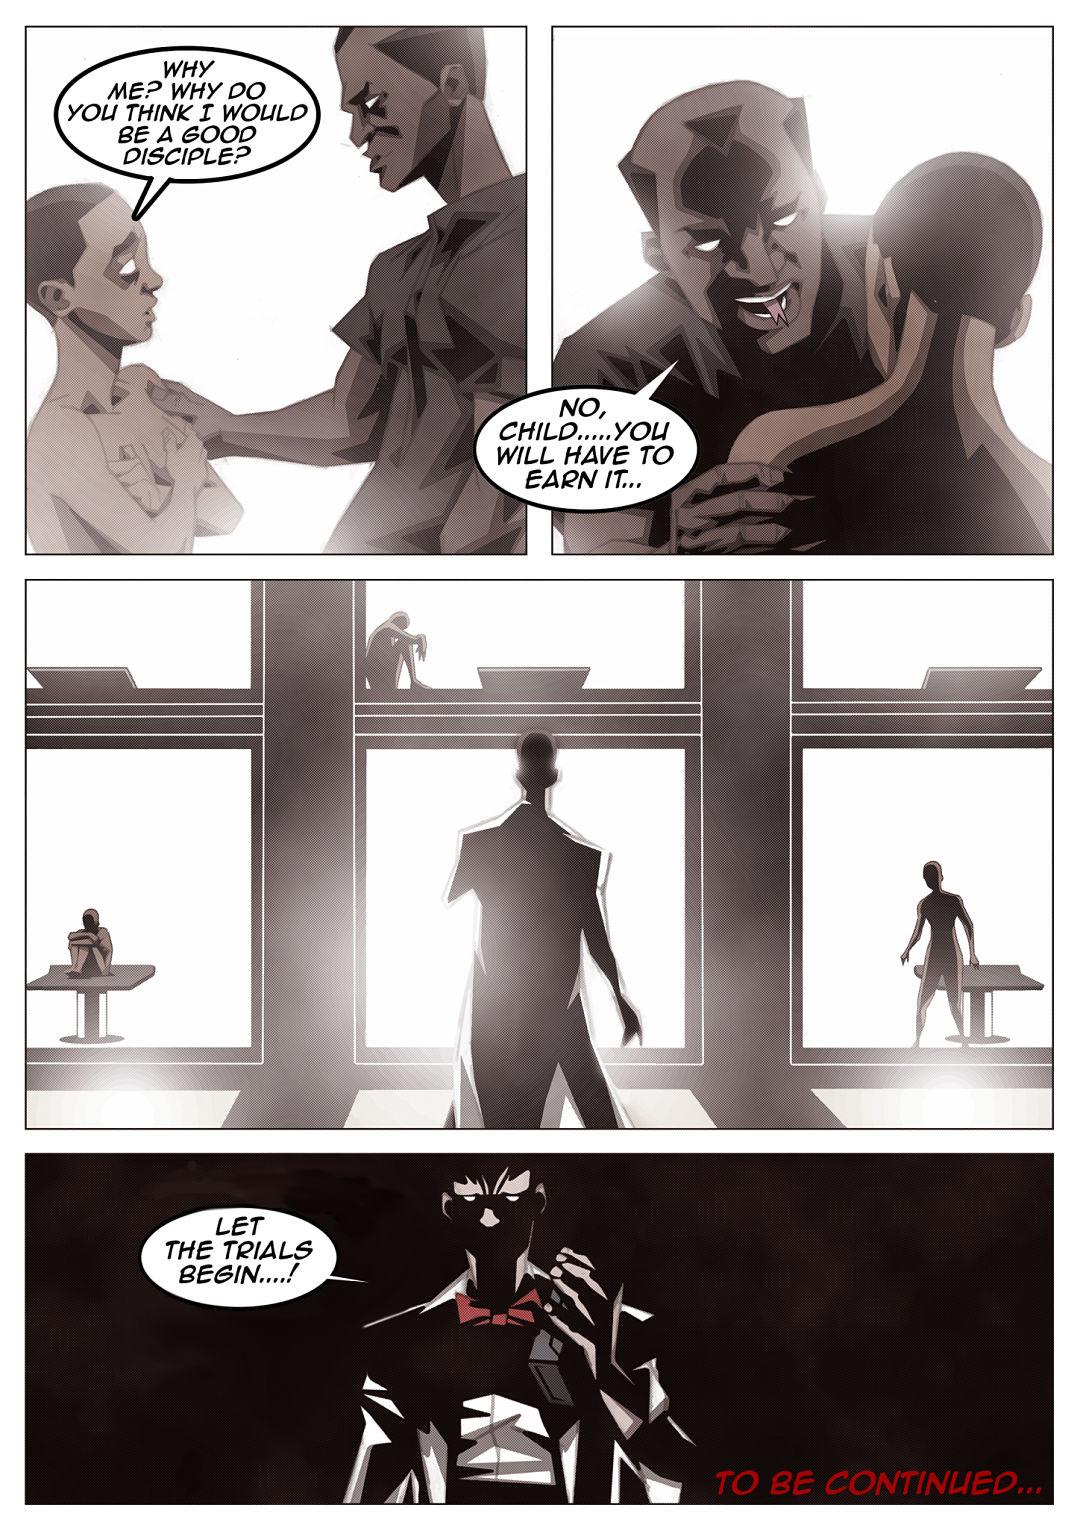 WHY
ME? WHY DO
YOU THINK I WOULD
BE A GOOD
DISCIPLE?
NO,
CHILD.....YOU
WILL HAVE TO
EARN IT...
LET
THE TRIALS
BEGIN....!
TO BE CONTINUED...